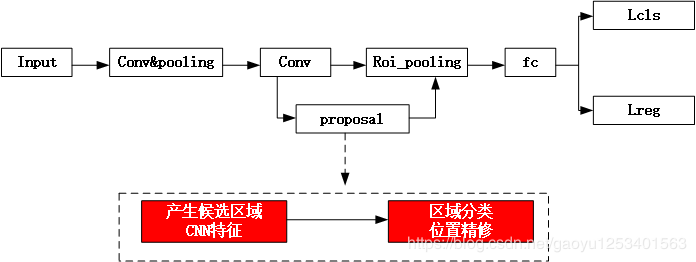 Lcls
Input
Conv&pooling
Conv
Roi_pooling
fc
proposal
Lreg
产生候选区域
CNN特征
区域分类
位置精修
https://blog.csdn.net/gaoyu1253401563